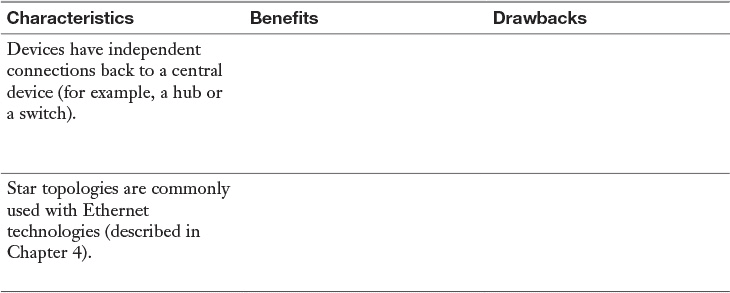 Characteristics Benefits Drawbacks
Devices have independent
connections back to a central
device (for example, a hub or
a switch).
Star topologies are commonly
used with Ethernet
technologies (described in
Chapter 4).